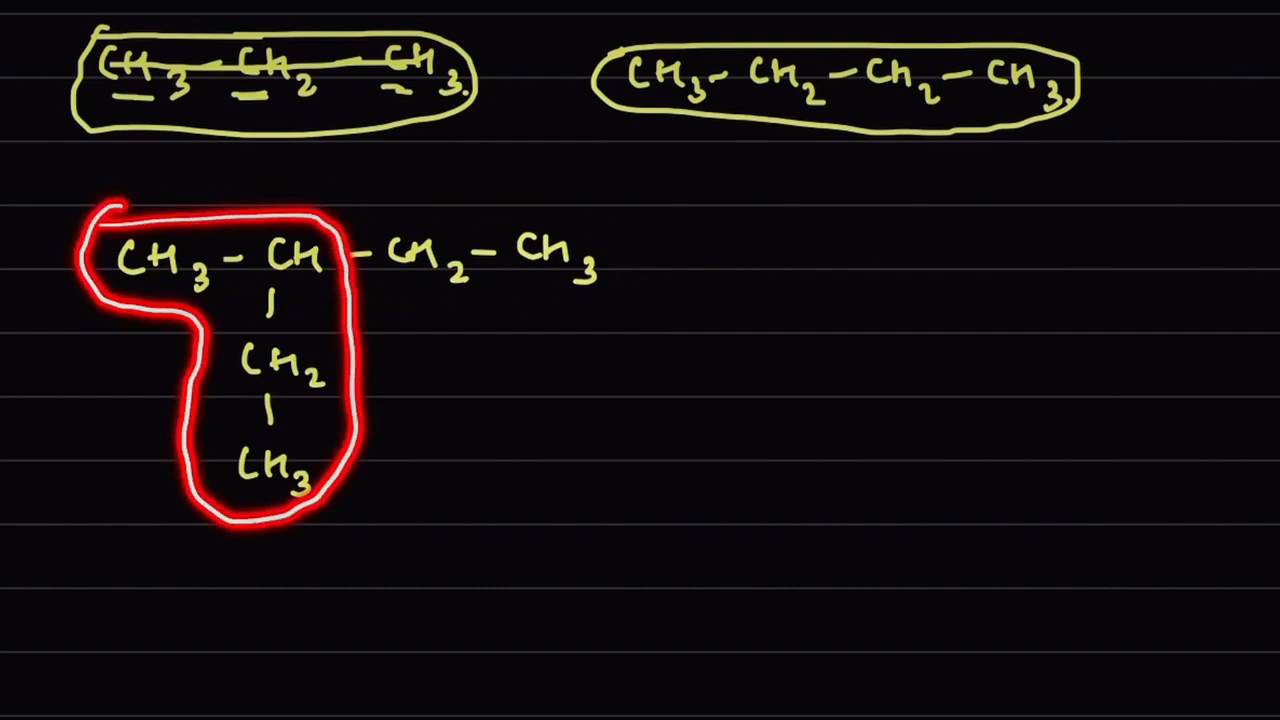 CH3 - CH2 - CH3.
CH3 - CH2 - CH2 - CH3.
CH3 - CH - CH2 - CH3
|
CH2
|
CH3